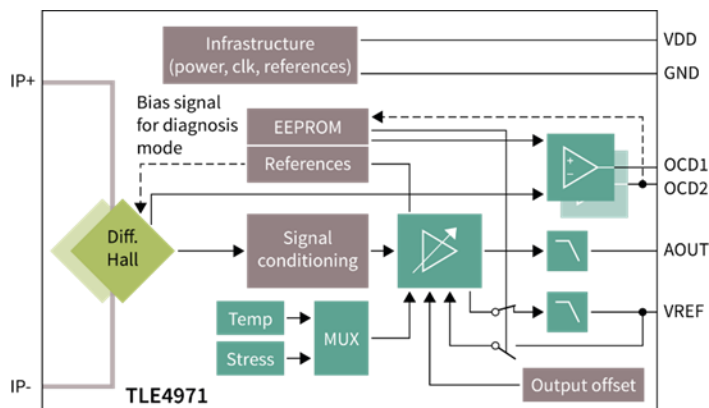 Infrastructure
(power, clk, references)
VDD
GND
IP+
Bias signal
for diagnosis
mode
EEPROM
References
+
−
OCD1
OCD2
Diff.
Hall
Signal
conditioning
AOUT
Temp
Stress
MUX
VREF
Output offset
IP-
TLE4971